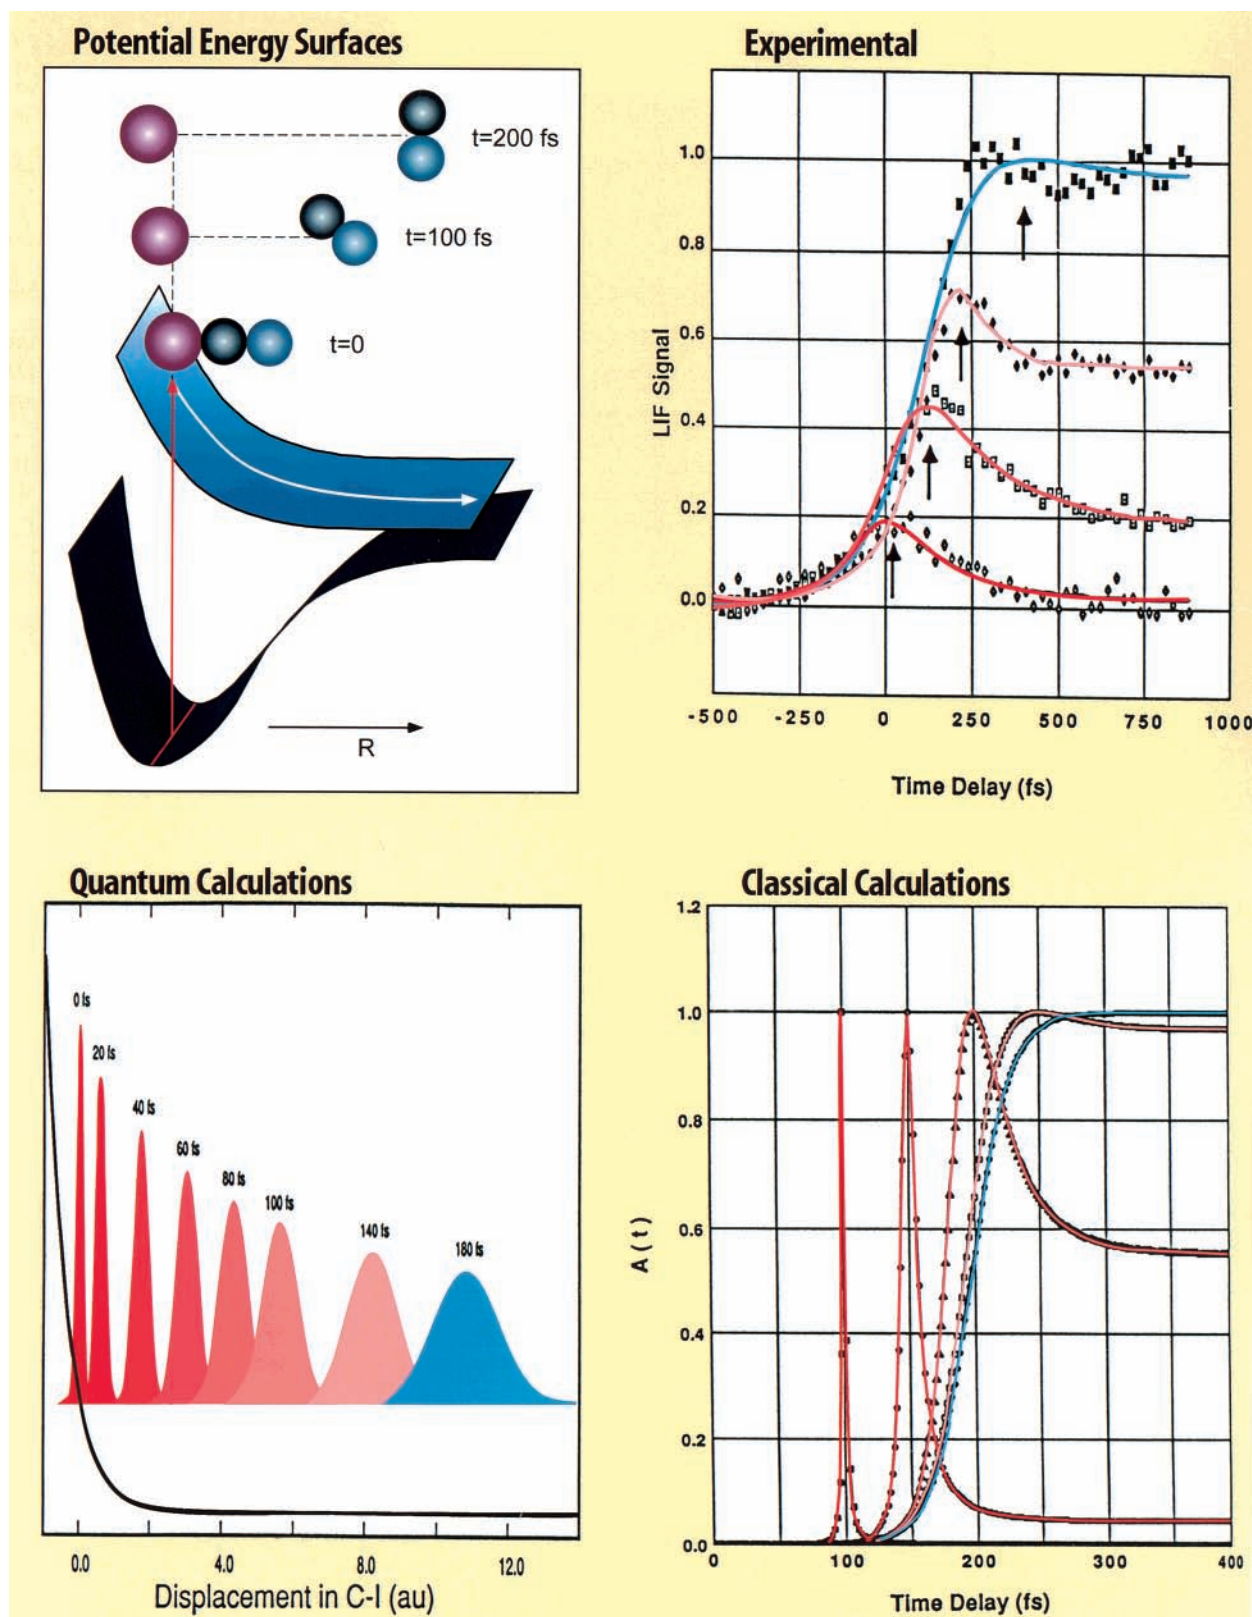 Potential Energy Surfaces
t=200 fs
t=100 fs
t=0
R
Experimental
1.0
0.8
0.6
0.4
0.2
0.0
LIF Signal
-500 -250 0 250 500 750 1000
Time Delay (fs)
Quantum Calculations
0 fs
20 fs
40 fs
60 fs
80 fs
100 fs
140 fs
180 fs
0.0 4.0 8.0 12.0
Displacement in C-I (au)
Classical Calculations
1.2
1.0
0.8
0.6
0.4
0.2
0.0
A(t)
0 100 200 300 400
Time Delay (fs)